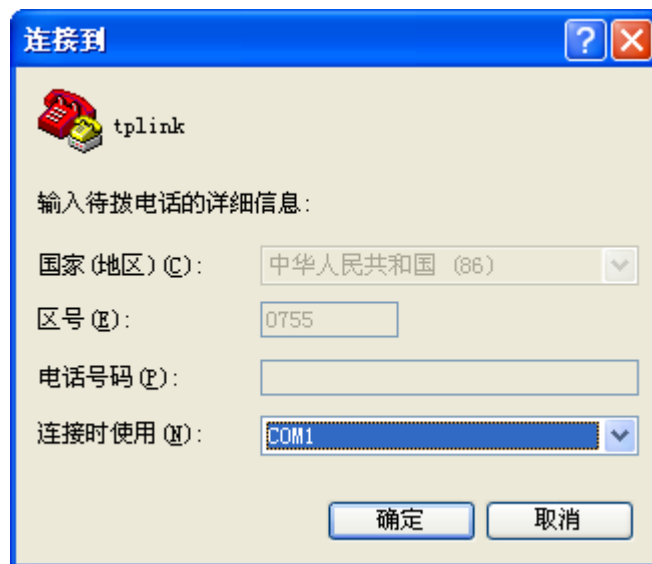 连接到
tplink
输入待拨电话的详细信息:
国家(地区)(C): 中华人民共和国 (86)
区号(E): 0755
电话号码(P):
连接时使用(N): COM1
确定 取消